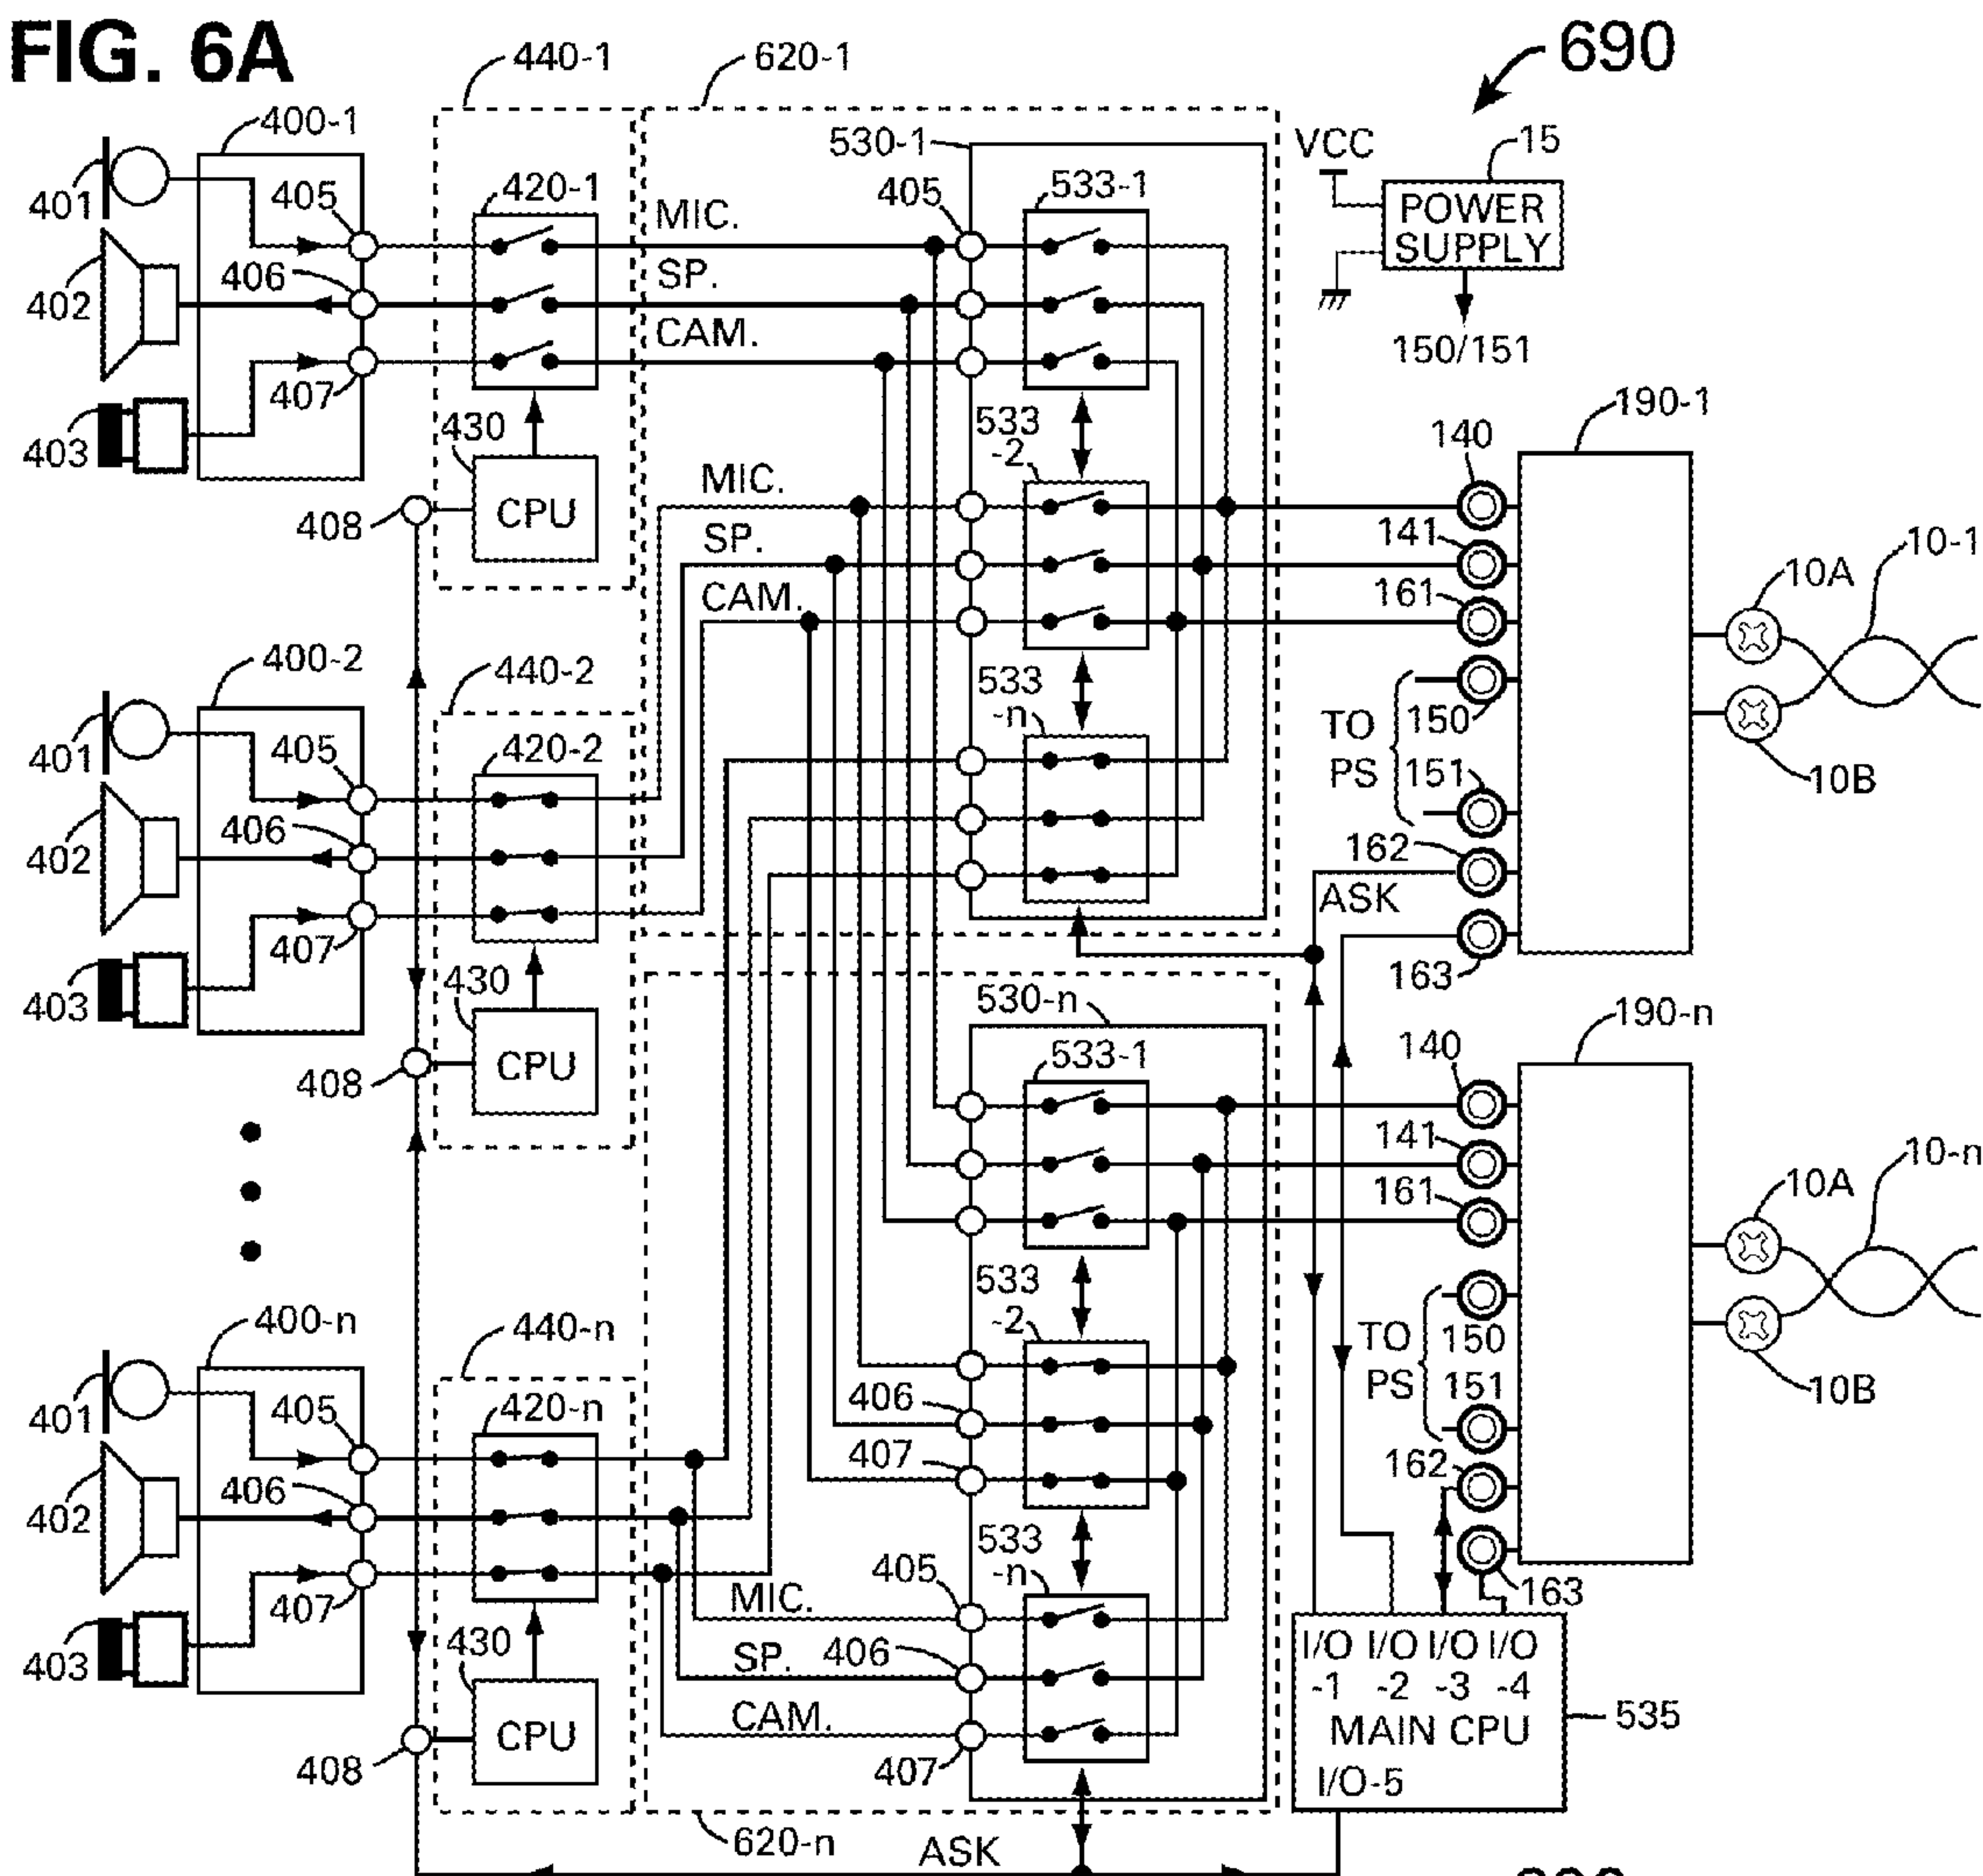 FIG. 6A
440-1
620-1
690
400-1
530-1
VCC
15
401
405
420-1
MIC.
405
533-1
POWER
SUPPLY
402
406
SP.
CAM.
150/151
403
407
430
533
-2
190-1
140
CPU
MIC.
408
SP.
141
10-1
CAM.
161
10A
400-2
440-2
533
-n
TO
PS
150
401
405
420-2
151
10B
402
406
162
ASK
403
407
430
163
530-n
190-n
CPU
533-1
140
408
141
10-n
161
10A
533
-2
400-n
440-n
TO
PS
150
401
405
420-n
406
151
10B
402
406
407
162
533
-n
403
407
MIC.
405
163
430
SP.
406
I/O I/O I/O I/O
-1 -2 -3 -4
CPU
CAM.
MAIN CPU
535
408
407
I/O-5
620-n
ASK